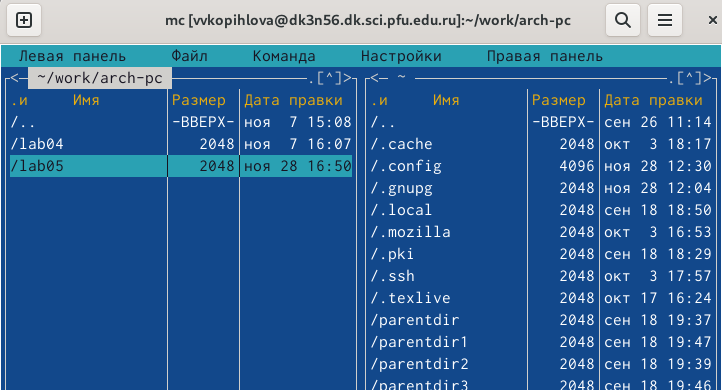 mc [vvkopihlova@dk3n56.dk.sci.pfu.edu.ru]:~/work/arch-pc
Левая панель Файл Команда Настройки Правая панель
<— ~/work/arch-pc .[^]>
.и Имя Размер Дата правки
/.. -ВВЕРХ- ноя 7 15:08
/lab04 2048 ноя 7 16:07
/lab05 2048 ноя 28 16:50
<— ~ .[^]>
.и Имя Размер Дата правки
/.. -ВВЕРХ- сен 26 11:14
/.cache 2048 окт 3 18:17
/.config 4096 ноя 28 12:30
/.gnupg 2048 ноя 28 12:04
/.local 2048 сен 18 18:50
/.mozilla 2048 окт 3 16:53
/.pki 2048 сен 18 18:29
/.ssh 2048 окт 3 17:57
/.texlive 2048 окт 17 16:24
/parentdir 2048 сен 18 19:37
/parentdir1 2048 сен 18 19:47
/parentdir2 2048 сен 18 19:39
/parentdir3 2048 сен 18 19:46